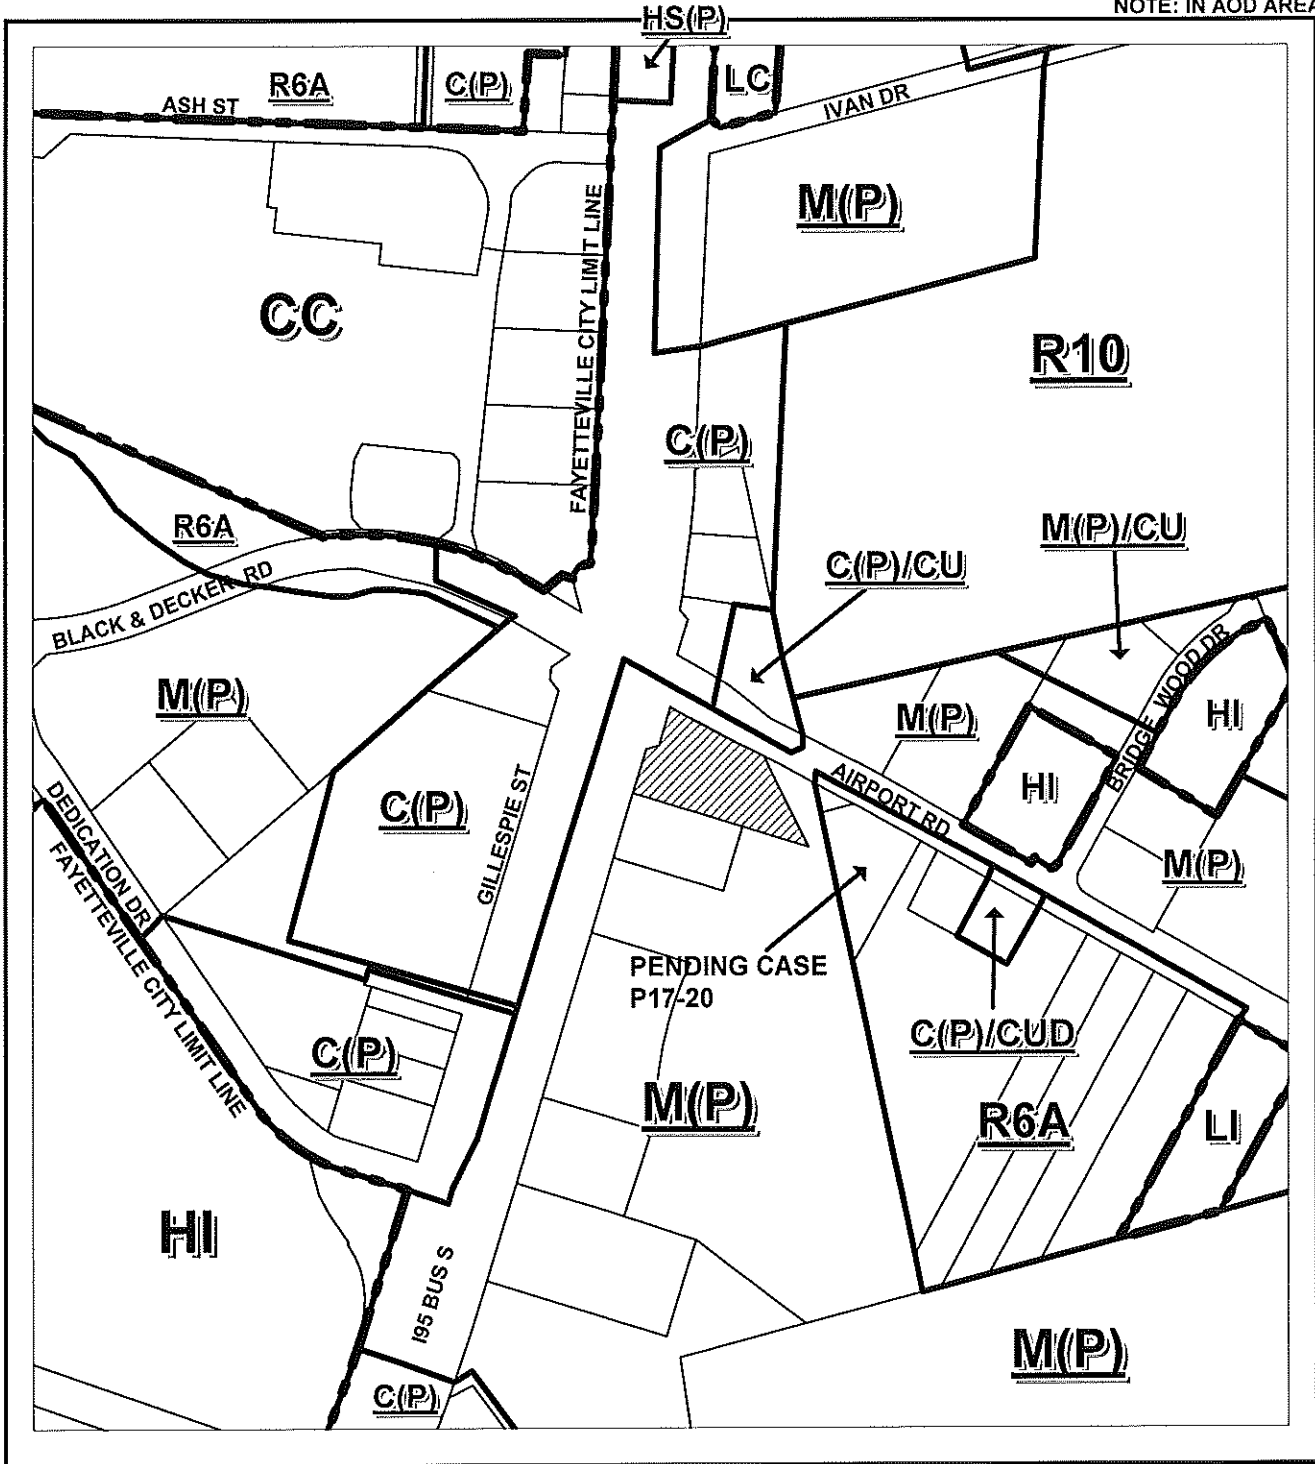 NOTE: IN AOD AREA
HS(P)
R6A
C(P)
LC
ASH ST
IVAN DR
M(P)
FAYETTEVILLE CITY LIMIT LINE
CC
R10
C(P)
R6A
M(P)/CU
C(P)/CU
BLACK & DECKER RD
M(P)
M(P)
BRIDGE WOOD DR
HI
HI
AIRPORT RD
DEDICATION DR
C(P)
GILLESPIE ST
M(P)
FAYETTEVILLE CITY LIMIT LINE
PENDING CASE
P17-20
C(P)/CUD
C(P)
M(P)
R6A
LI
HI
I95 BUS S
M(P)
C(P)